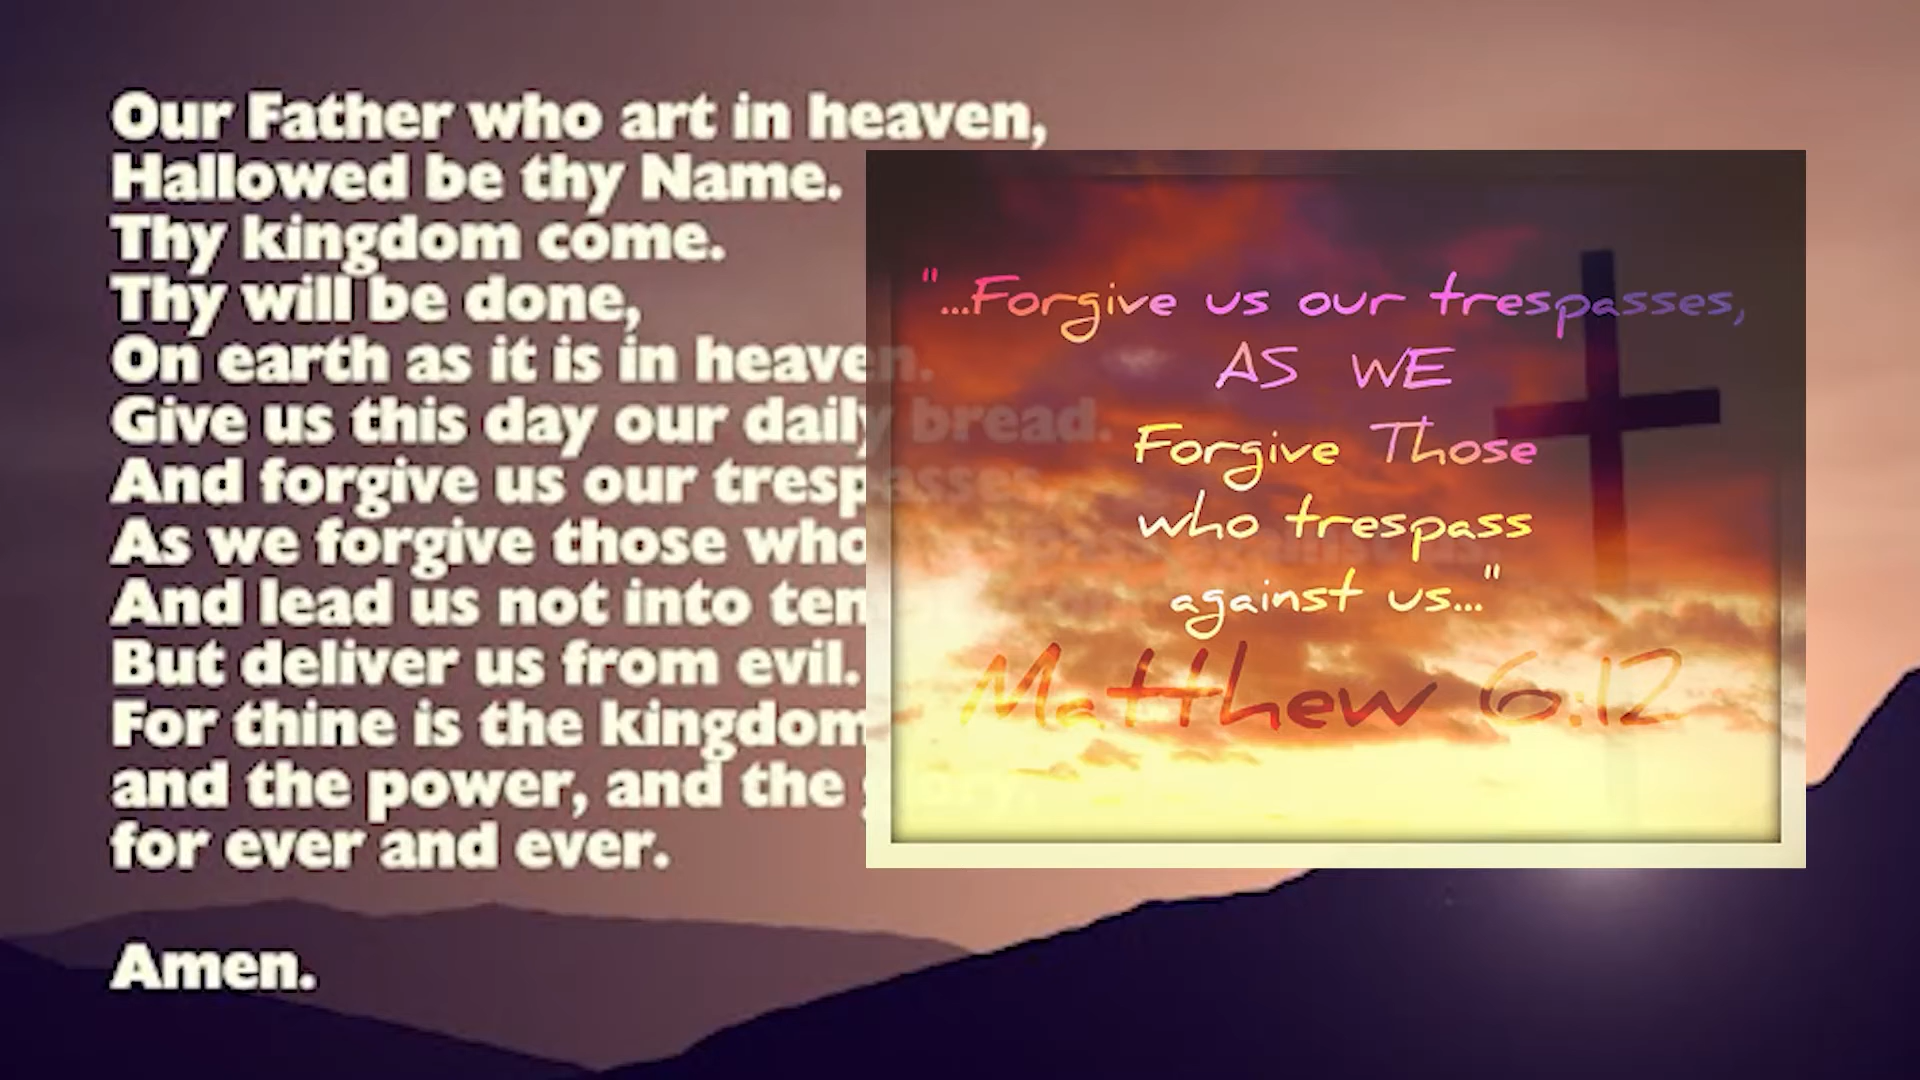 Our Father who art in heaven,
Hallowed be thy Name.
Thy kingdom come.
Thy will be done,
On earth as it is in heaven.
Give us this day our daily bread.
And forgive us our trespasses
As we forgive those who
And lead us not into
But deliver us from evil.
For thine is the kingdom
and the power, and the
for ever and ever.
Amen.
"...Forgive us our trespasses,
AS WE
Forgive Those
who trespass
against us..."
Matthew 6:12